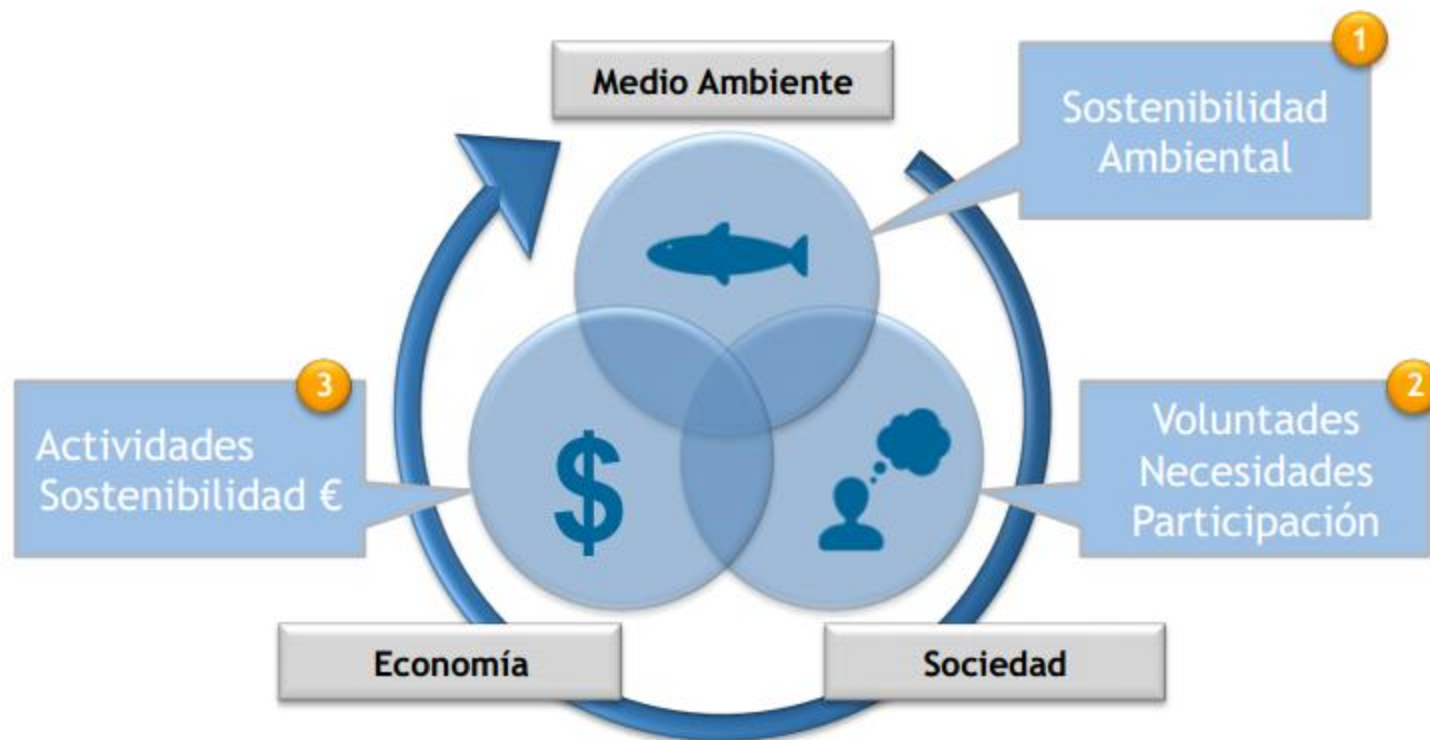 Medio Ambiente
1
Sostenibilidad
Ambiental
3
Actividades
Sostenibilidad €
$
2
Voluntades
Necesidades
Participación
Economía
Sociedad